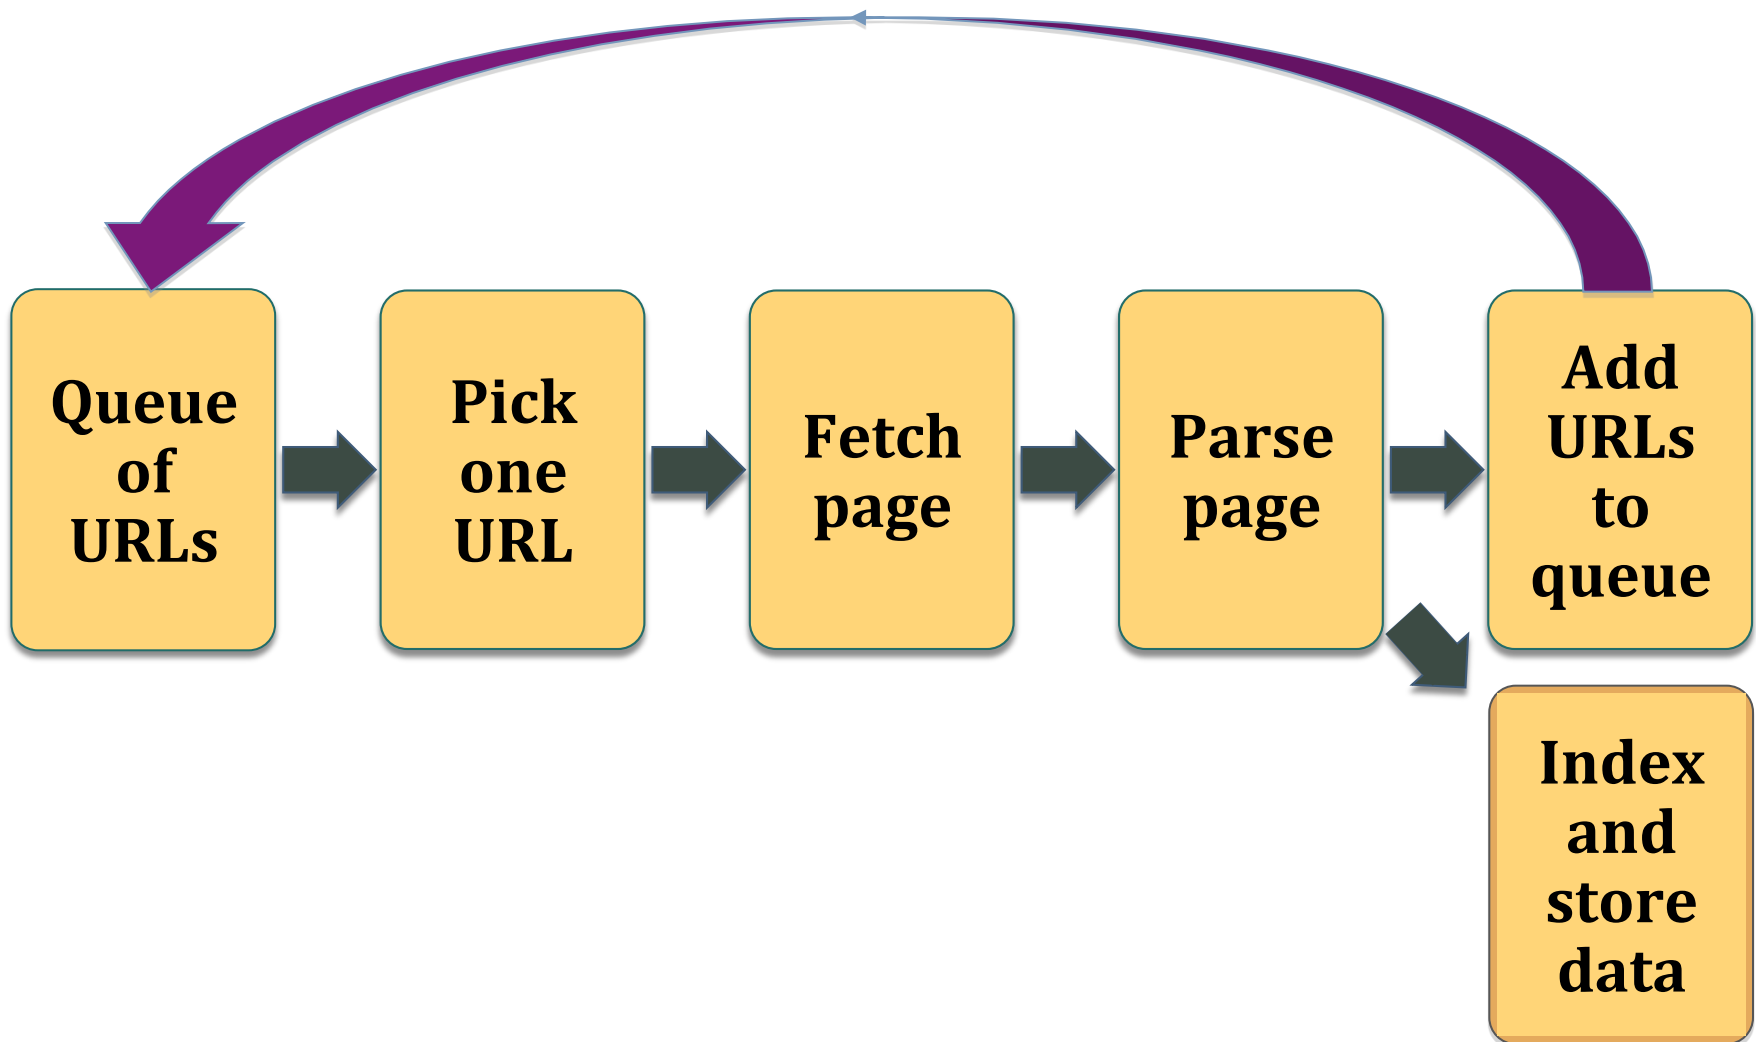 Queue
of
URLs
Pick
one
URL
Fetch
page
Parse
page
Add
URLs
to
queue
Index
and
store
data